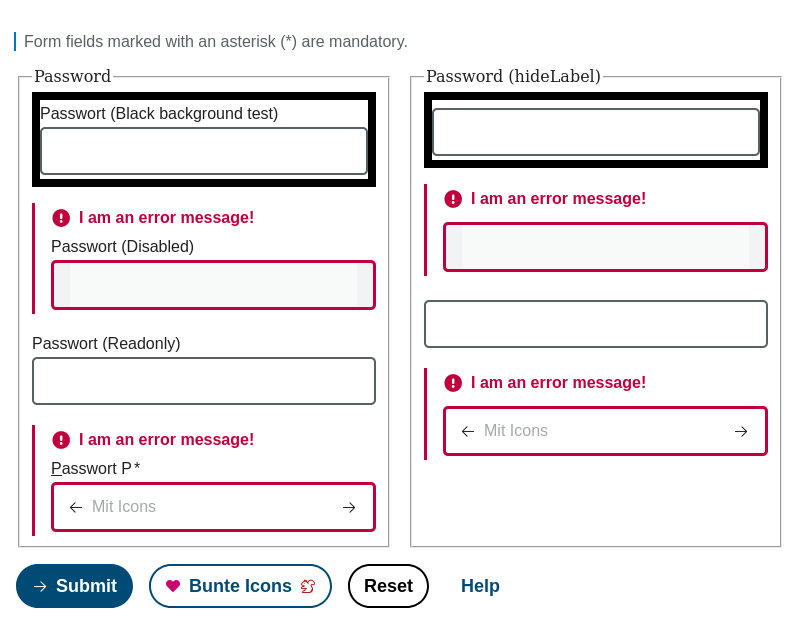 Form fields marked with an asterisk (*) are mandatory.
Password
Passwort (Black background test)
I am an error message!
Passwort (Disabled)
Passwort (Readonly)
I am an error message!
Passwort P*
Mit Icons
Password (hideLabel)
I am an error message!
I am an error message!
Mit Icons
Submit
Bunte Icons
Reset
Help